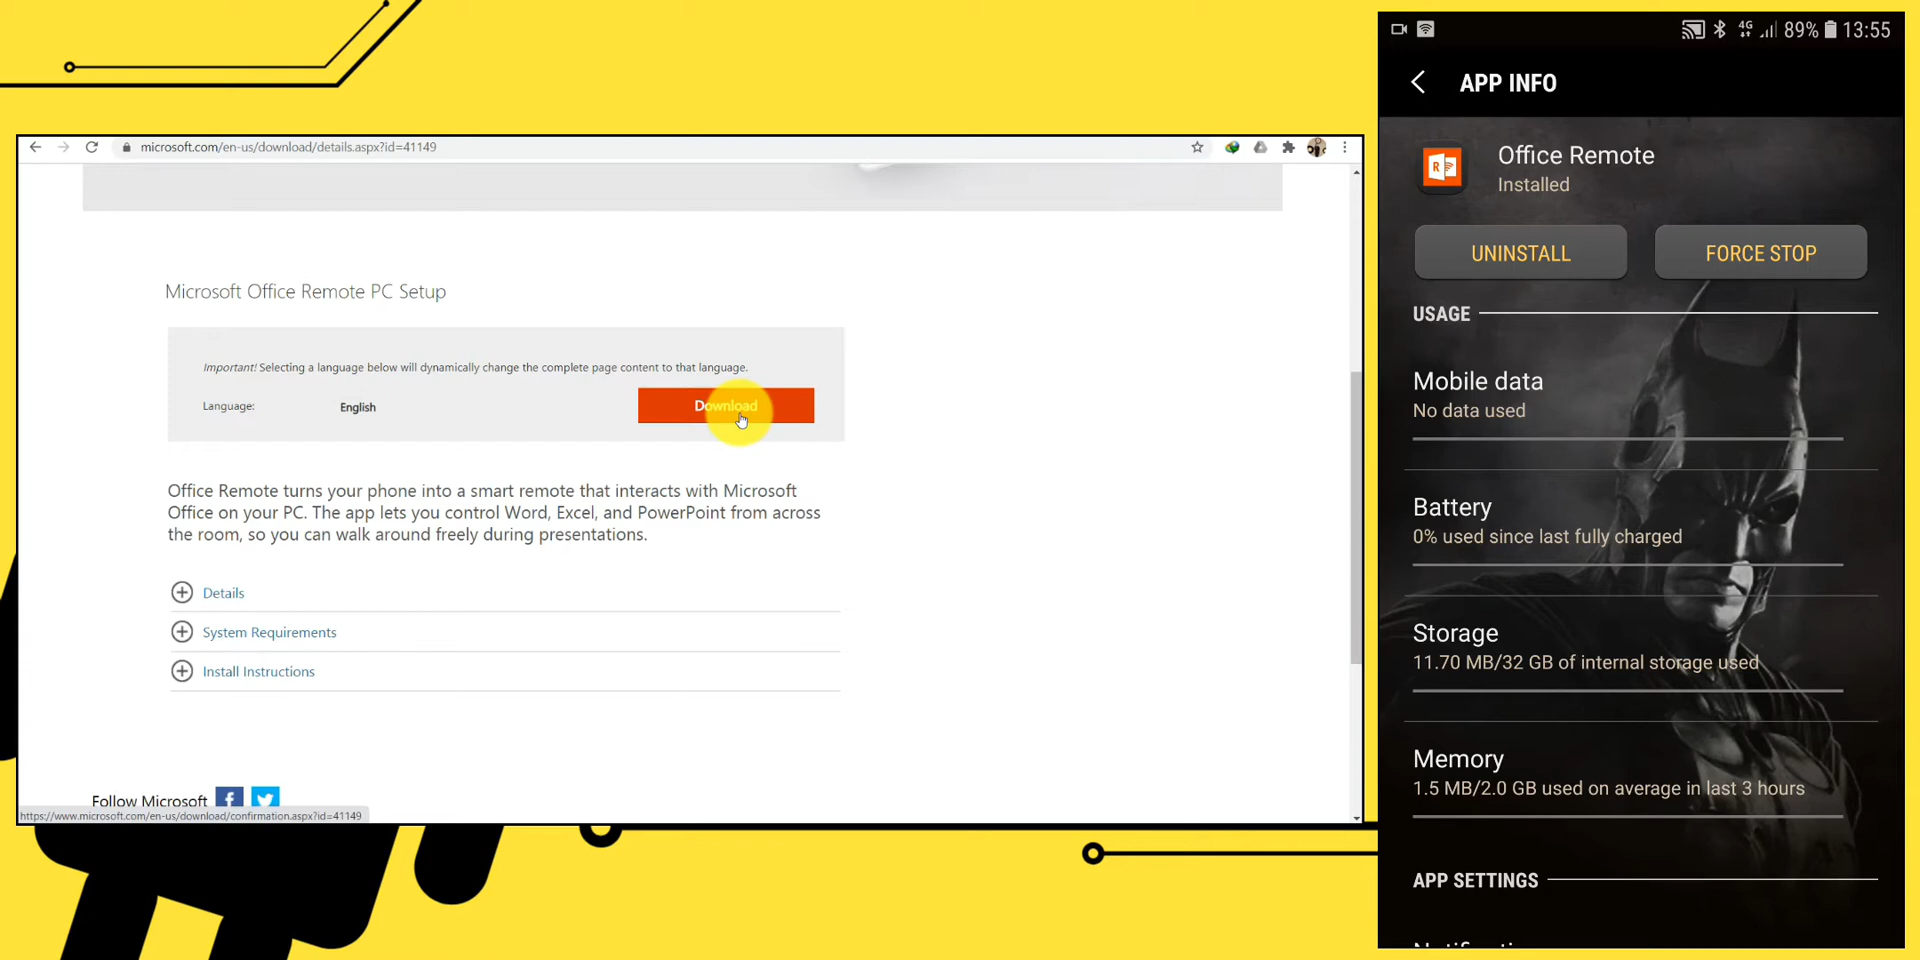 microsoft.com/en-us/download/details.aspx?id=41149
Microsoft Office Remote PC Setup
Important! Selecting a language below will dynamically change the complete page content to that language.
Language: English Download
Office Remote turns your phone into a smart remote that interacts with Microsoft
Office on your PC. The app lets you control Word, Excel, and PowerPoint from across
the room, so you can walk around freely during presentations.
Details
System Requirements
Install Instructions
Follow Microsoft
https://www.microsoft.com/en-us/download/confirmation.aspx?id=41149
4G 89% 13:55
APP INFO
R
Office Remote
Installed
UNINSTALL FORCE STOP
USAGE
Mobile data
No data used
Battery
0% used since last fully charged
Storage
11.70 MB/32 GB of internal storage used
Memory
1.5 MB/2.0 GB used on average in last 3 hours
APP SETTINGS